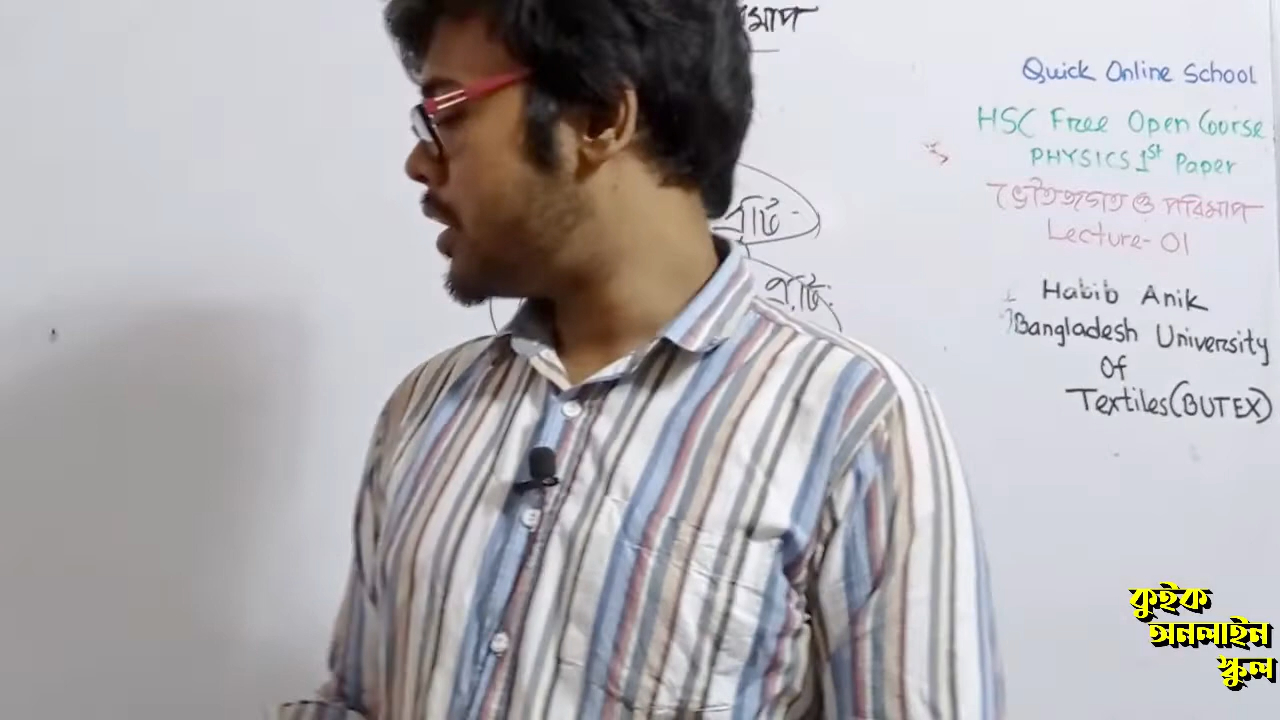 Quick Online School
HSC Free Open Course
PHYSICS 1st Paper
ভৌতজগত ও পরিমাপ
Lecture-01
Habib Anik
Bangladesh University
Of
Textiles(BUTEX)
কুইক
অনলাইন
স্কুল